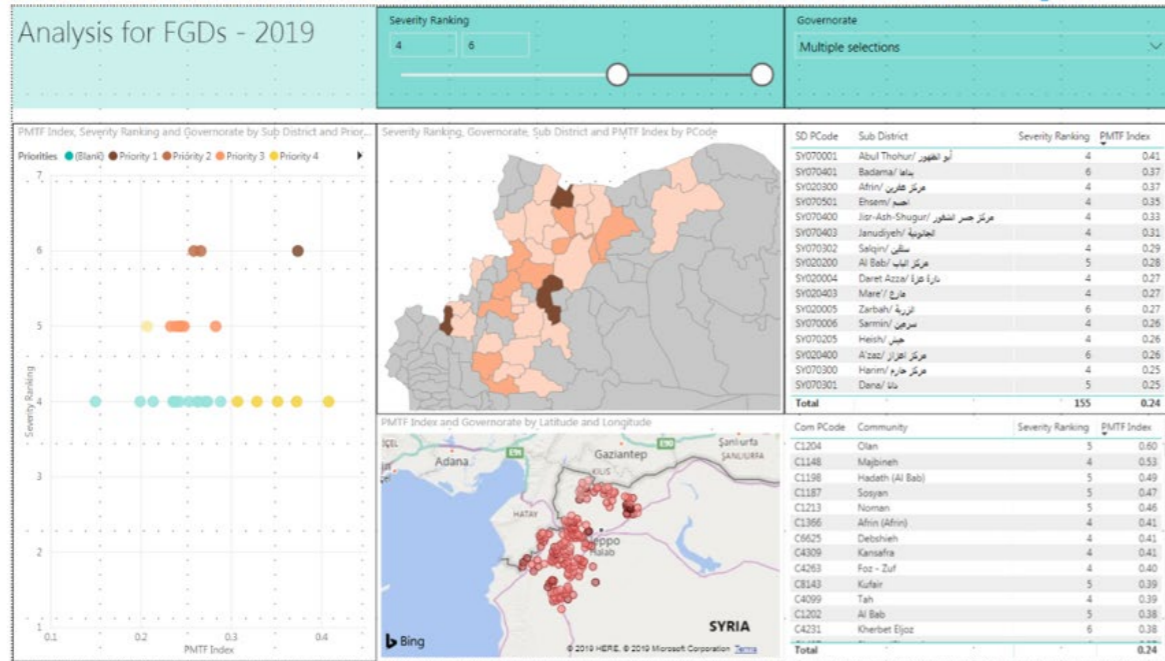 Analysis for FGDs - 2019
Severity Ranking
4 6
Governorate
Multiple selections
PMTF Index, Severity Ranking and Governorate by Sub District and Prior...
Priorities (Blank) Priority 1 Priority 2 Priority 3 Priority 4
7
6
5
4
3
2
1
Severity Ranking
0.1 0.2 0.3 0.4
PMTF Index
Severity Ranking, Governorate, Sub District and PMTF Index by PCode
PMTF Index and Governorate by Latitude and Longitude
Adana
E91
Gaziantep
E90
Şanlıurfa
ŞANLIURFA
KILIS
HATAY
Aleppo
Halab
SYRIA
Bing
© 2019 HERE, © 2019 Microsoft Corporation Terms
SD PCode Sub District Severity Ranking PMTF Index
SY070001 Abul Thohur/ أبو الظهور 4 0.41
SY070401 Badama/ بداما 6 0.37
SY020300 Afrin/ مركز عفرين 4 0.37
SY070501 Ehsem/ احسم 4 0.35
SY070400 Jisr-Ash-Shugur/ مركز جسر الشغور 4 0.33
SY070403 Janudiyeh/ الجانودية 4 0.31
SY070302 Salqin/ سلقين 4 0.29
SY020200 Al Bab/ مركز الباب 5 0.28
SY020004 Daret Azza/ دارة عزة 4 0.27
SY020403 Mare'/ مارع 4 0.27
SY020005 Zarbah/ الزربة 6 0.27
SY070006 Sarmin/ سرمين 4 0.26
SY070205 Heish/ حيش 4 0.26
SY020400 A'zaz/ مركز اعزاز 6 0.26
SY070300 Harim/ مركز حارم 4 0.25
SY070301 Dana/ دانا 5 0.25
Total 155 0.24
Com PCode Community Severity Ranking PMTF Index
C1204 Olan 5 0.60
C1148 Majbineh 4 0.53
C1198 Hadath (Al Bab) 5 0.49
C1187 Sosyan 5 0.47
C1213 Noman 5 0.46
C1366 Afrin (Afrin) 4 0.41
C6625 Debshieh 4 0.41
C4309 Kansafra 4 0.41
C4263 Foz - Zuf 4 0.40
C8143 Kufair 5 0.39
C4099 Tah 4 0.39
C1202 Al Bab 5 0.38
C4231 Kherbet Eljoz 6 0.38
Total 0.24